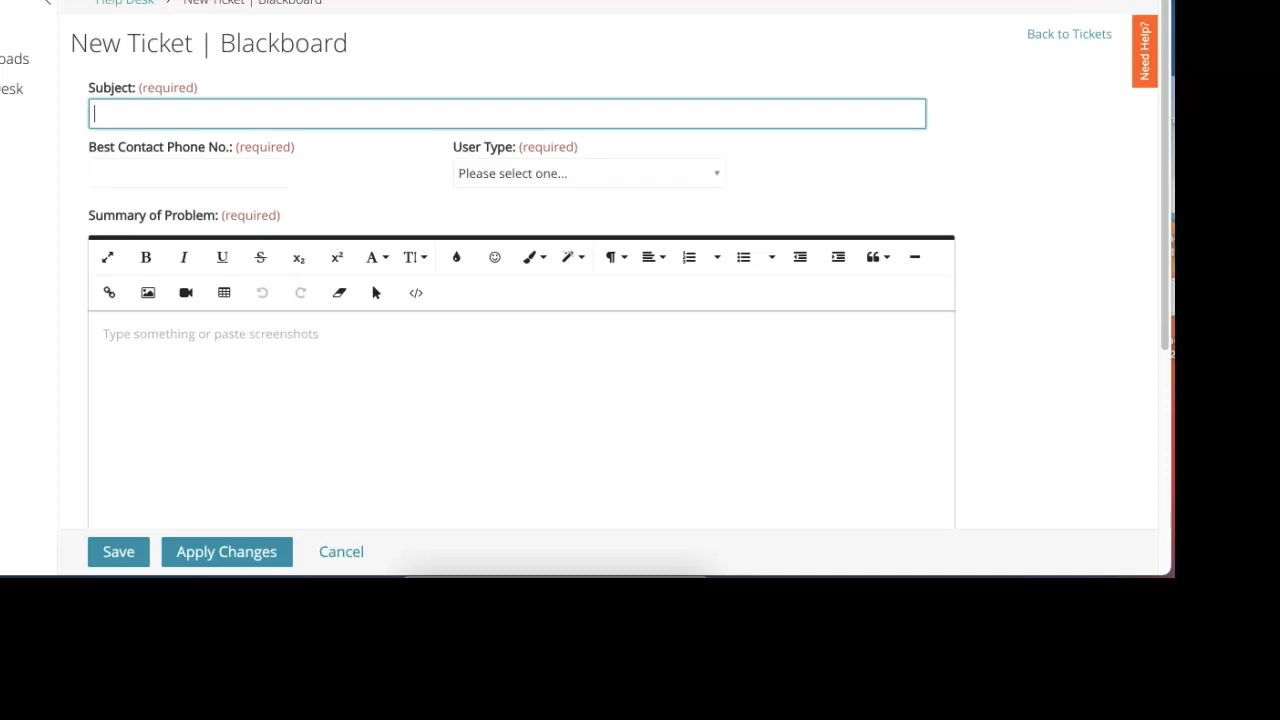 Help Desk > New Ticket | Blackboard
New Ticket | Blackboard
Back to Tickets
Need Help?
oads
esk
Subject: (required)
Best Contact Phone No.: (required)
User Type: (required)
Please select one...
Summary of Problem: (required)
Type something or paste screenshots
Save
Apply Changes
Cancel